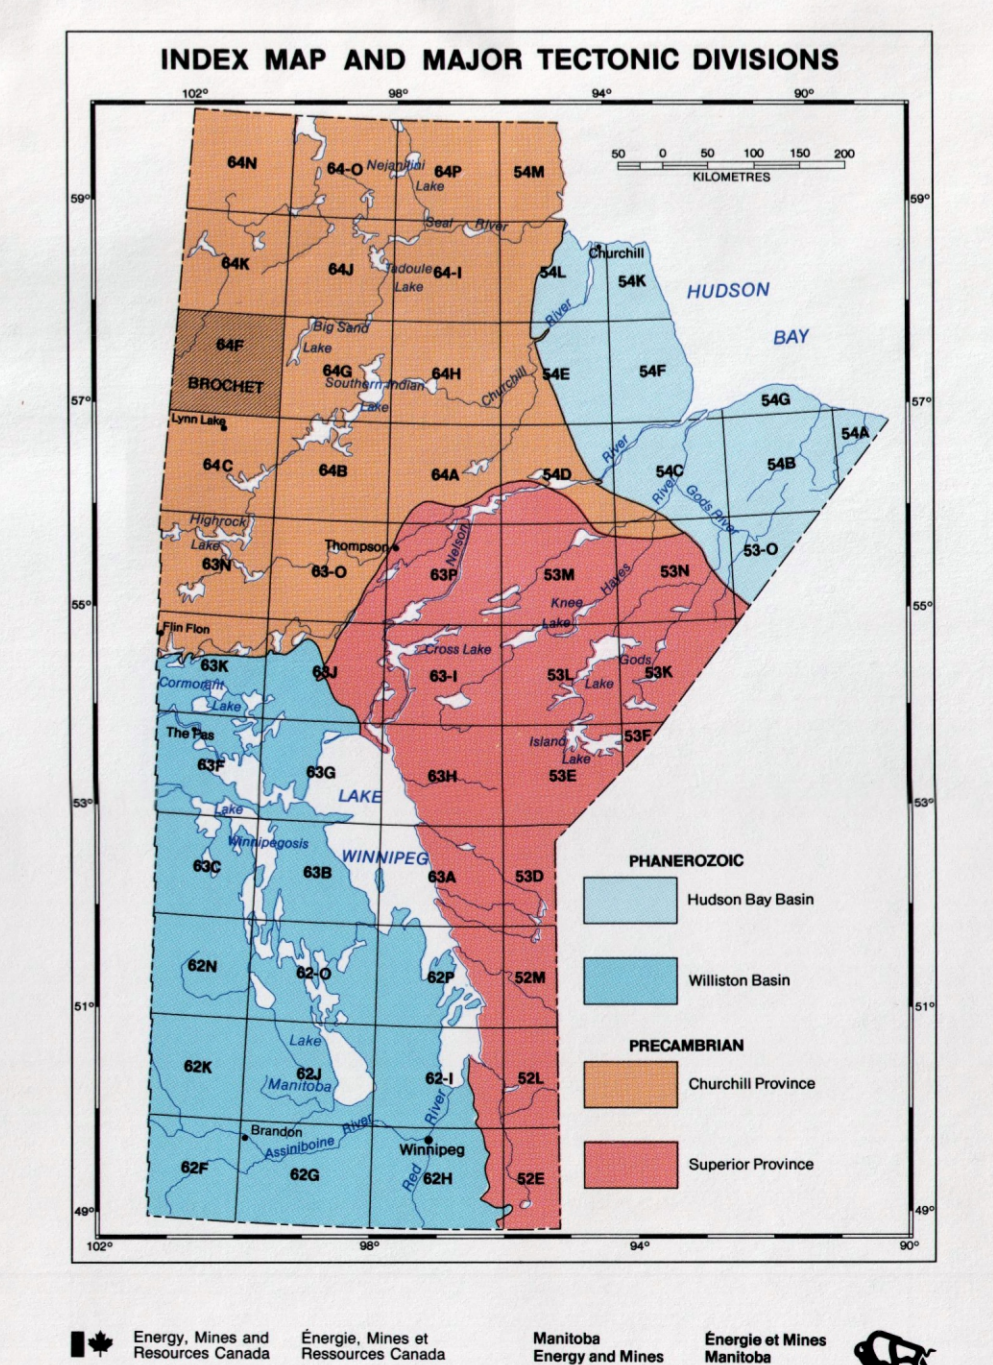 INDEX MAP AND MAJOR TECTONIC DIVISIONS
102° 98° 94° 90°
64N 64-O Nejanilini Lake 64P 54M
50 0 50 100 150 200
KILOMETRES
59° 59°
Seal River
64K 64J Tadoule Lake 64-I 54L Churchill 54K
HUDSON
BAY
River
64F Big Sand Lake
BROCHET 64G Southern Indian Lake 64H Churchill 54E 54F
57° 57°
54G
Lynn Lake 54A
64C 64B 64A 54D River 54C 54B
River Gods River
Highrock
Lake
63N Thompson 63-O Nelson 63P 53M Hayes 53N 53-O
Knee
Lake
55° 55°
Flin Flon
63K 63J Cross Lake 63-I 53L Gods Lake 53K
Cormorant
Lake
The Pas
63F 63G 63H Island Lake 53E 53F
LAKE
53° 53°
Lake
Winnipegosis WINNIPEG
63C 63B 63A 53D
PHANEROZOIC
Hudson Bay Basin
62N 62-O 62P 52M
Williston Basin
51° 51°
Lake
Manitoba
62K 62J 62-I 52L
PRECAMBRIAN
Churchill Province
River
Brandon
Assiniboine River
Winnipeg
Red
62F 62G 62H 52E
Superior Province
49° 49°
102° 98° 94° 90°
Energy, Mines and
Resources Canada
Énergie, Mines et
Ressources Canada
Manitoba
Energy and Mines
Énergie et Mines
Manitoba